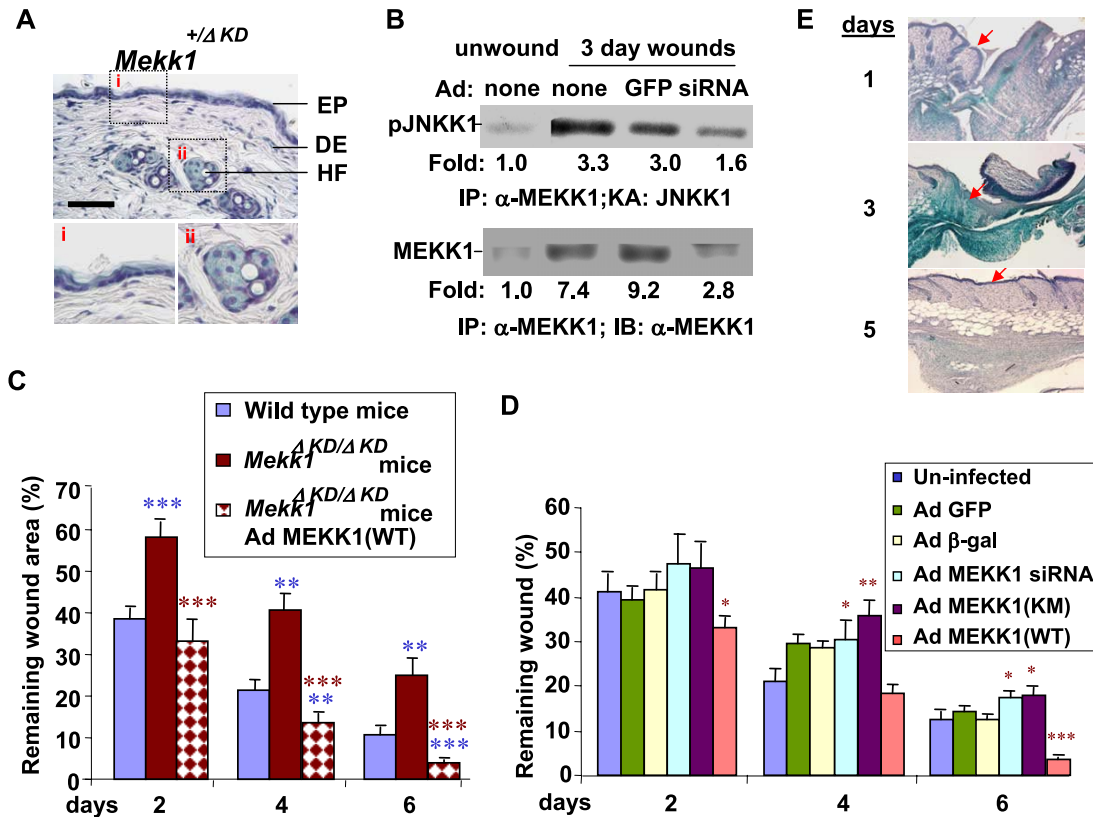 A
Mekk1 +/Δ KD
i
EP
DE
ii
HF
i
ii
B
unwound 3 day wounds
Ad: none none GFP siRNA
pJNKK1
Fold: 1.0 3.3 3.0 1.6
IP: α-MEKK1;KA: JNKK1
MEKK1
Fold: 1.0 7.4 9.2 2.8
IP: α-MEKK1; IB: α-MEKK1
E
days
1
3
5
C
Wild type mice
Mekk1 Δ KD/Δ KD mice
Mekk1 Δ KD/Δ KD mice
Ad MEKK1(WT)
Remaining wound area (%)
70
60
50
40
30
20
10
0
***
***
**
***
**
**
***
***
days 2 4 6
D
Un-infected
Ad GFP
Ad β-gal
Ad MEKK1 siRNA
Ad MEKK1(KM)
Ad MEKK1(WT)
Remaining wound (%)
60
50
40
30
20
10
0
*
*
**
*
*
***
days 2 4 6